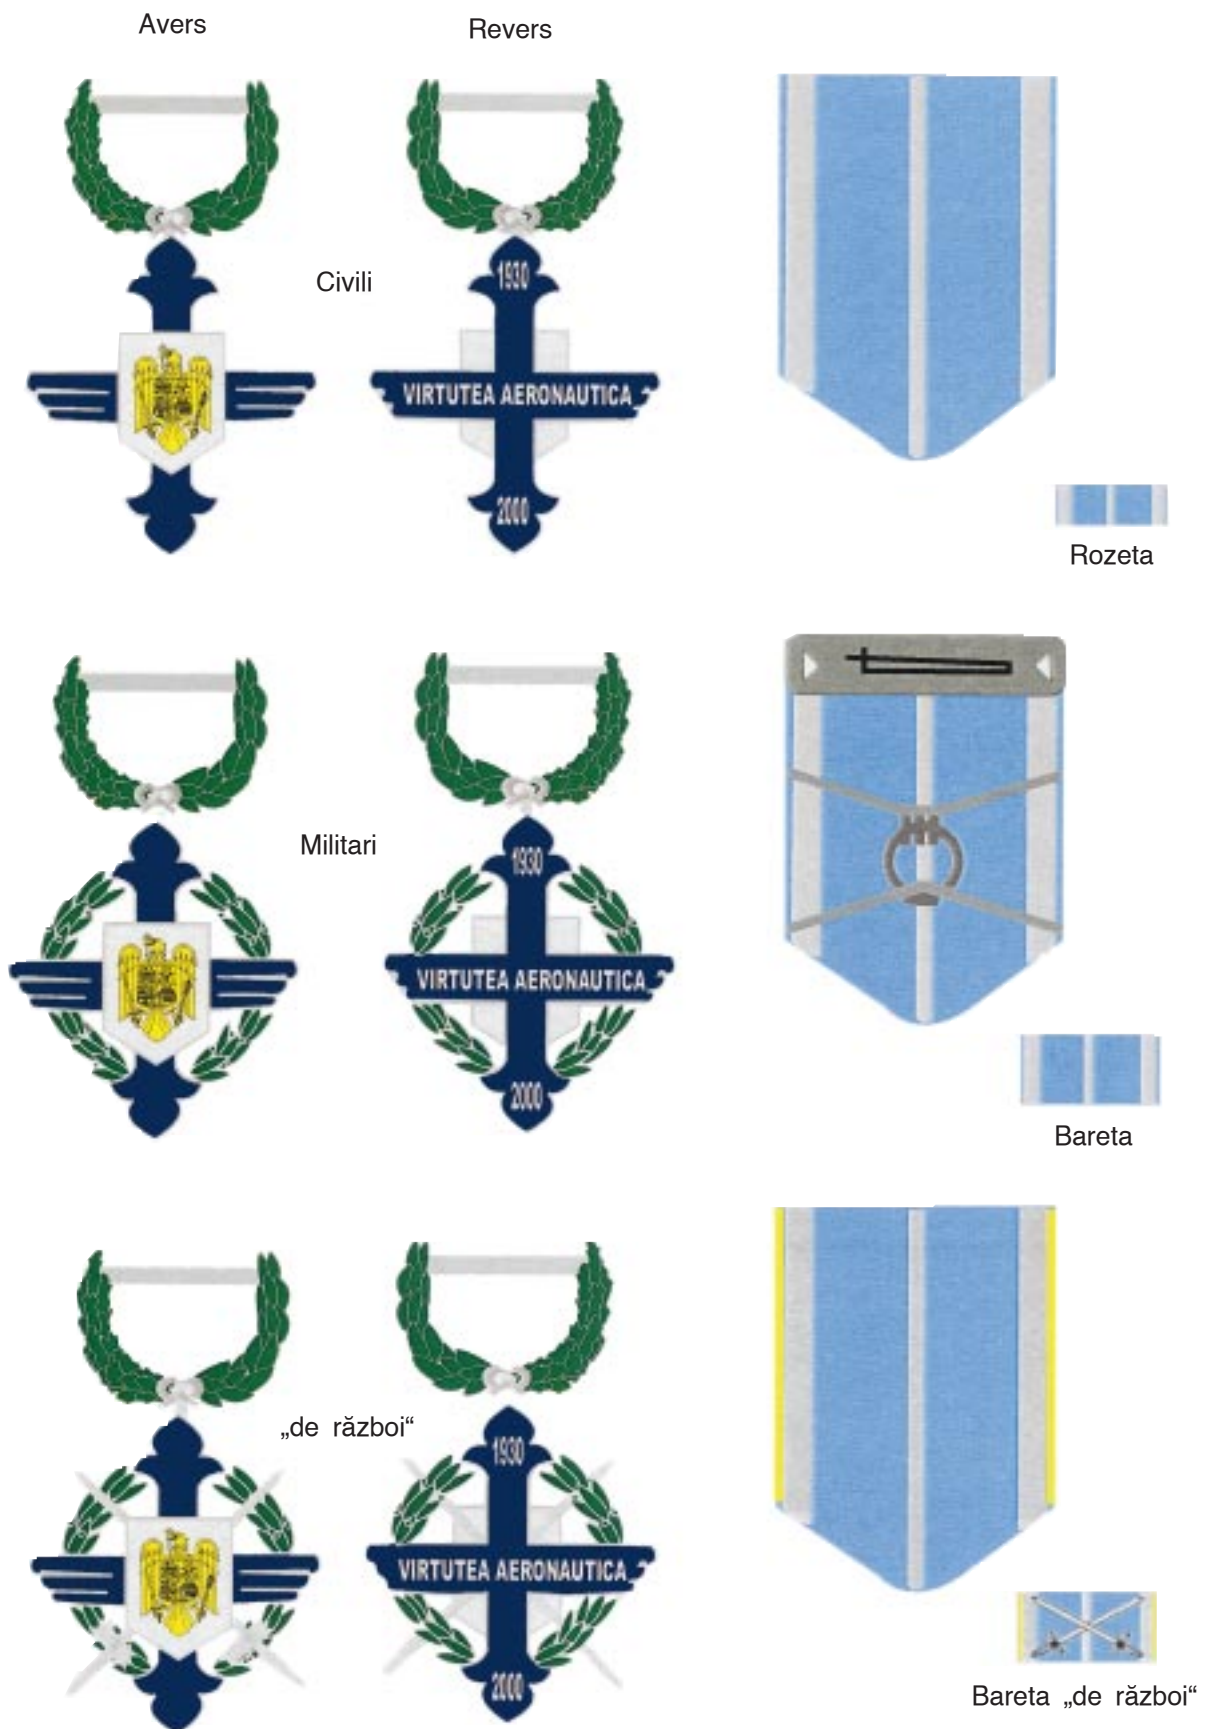 Avers
Revers
Civili
1930
VIRTUTEA AERONAUTICA
2000
Rozeta
Militari
1930
VIRTUTEA AERONAUTICA
2000
Bareta
„de război“
1930
VIRTUTEA AERONAUTICA
2000
Bareta „de război“